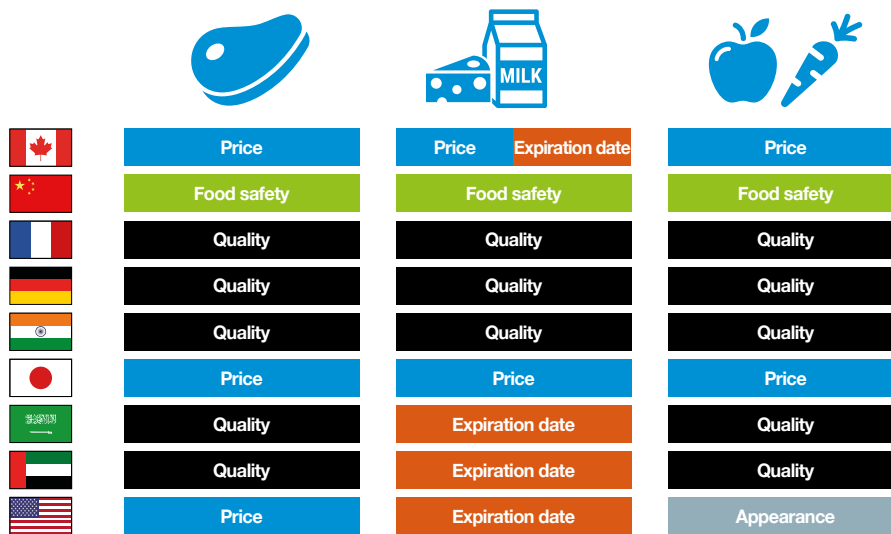 MILK
Price Price Expiration date Price
Food safety Food safety Food safety
Quality Quality Quality
Quality Quality Quality
Quality Quality Quality
Price Price Price
Quality Expiration date Quality
Quality Expiration date Quality
Price Expiration date Appearance